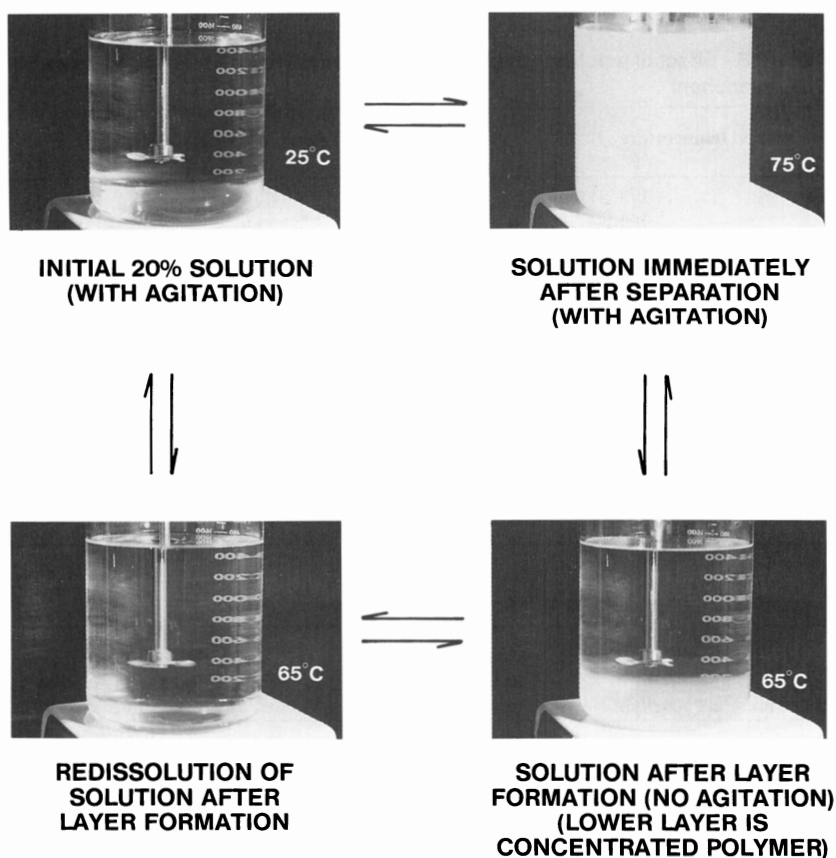 25°C
75°C
INITIAL 20% SOLUTION
(WITH AGITATION)
SOLUTION IMMEDIATELY
AFTER SEPARATION
(WITH AGITATION)
65°C
65°C
REDISSOLUTION OF
SOLUTION AFTER
LAYER FORMATION
SOLUTION AFTER LAYER
FORMATION (NO AGITATION)
(LOWER LAYER IS
CONCENTRATED POLYMER)